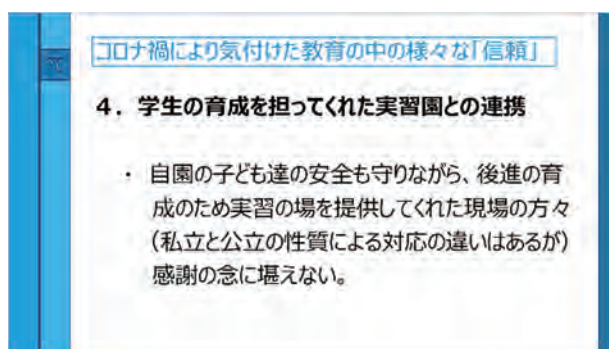 コロナ禍により気付けた教育の中の様々な「信頼」
４．学生の育成を担ってくれた実習園との連携
・ 自園の子ども達の安全も守りながら、後進の育
成のため実習の場を提供してくれた現場の方々
（私立と公立の性質による対応の違いはあるが）
感謝の念に堪えない。